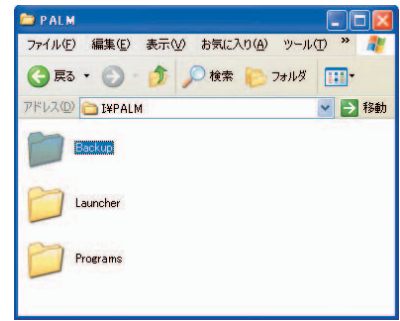 PALM
ファイル(F) 編集(E) 表示(V) お気に入り(A) ツール(T) »
戻る 検索 フォルダ
アドレス(D) I¥PALM 移動
Backup
Launcher
Programs